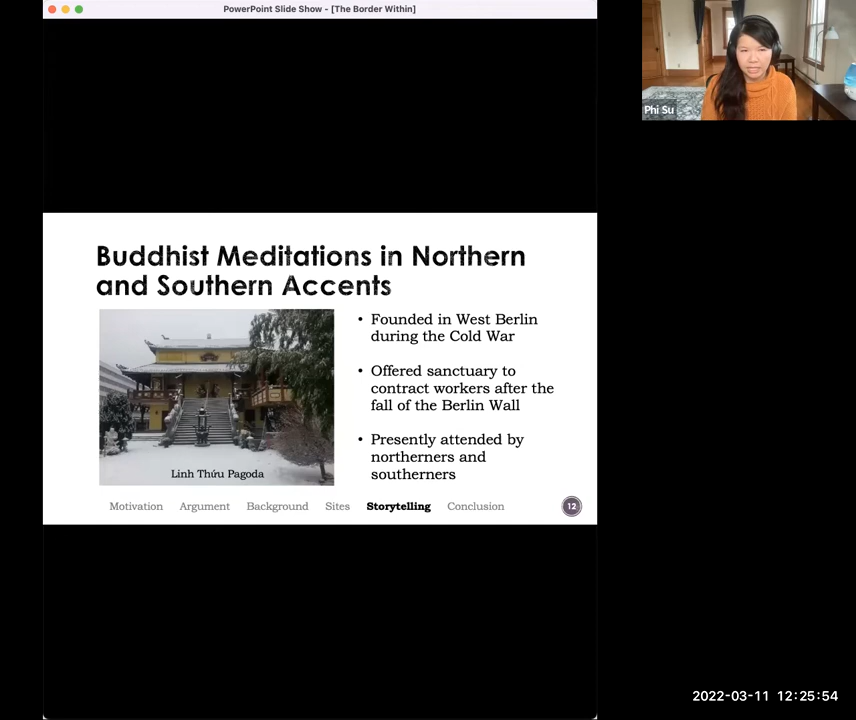 PowerPoint Slide Show - [The Border Within]
Phi Su
Buddhist Meditations in Northern
and Southern Accents
• Founded in West Berlin
during the Cold War
• Offered sanctuary to
contract workers after the
fall of the Berlin Wall
• Presently attended by
northerners and
southerners
Linh Thứu Pagoda
Motivation Argument Background Sites Storytelling Conclusion 12
2022-03-11 12:25:54